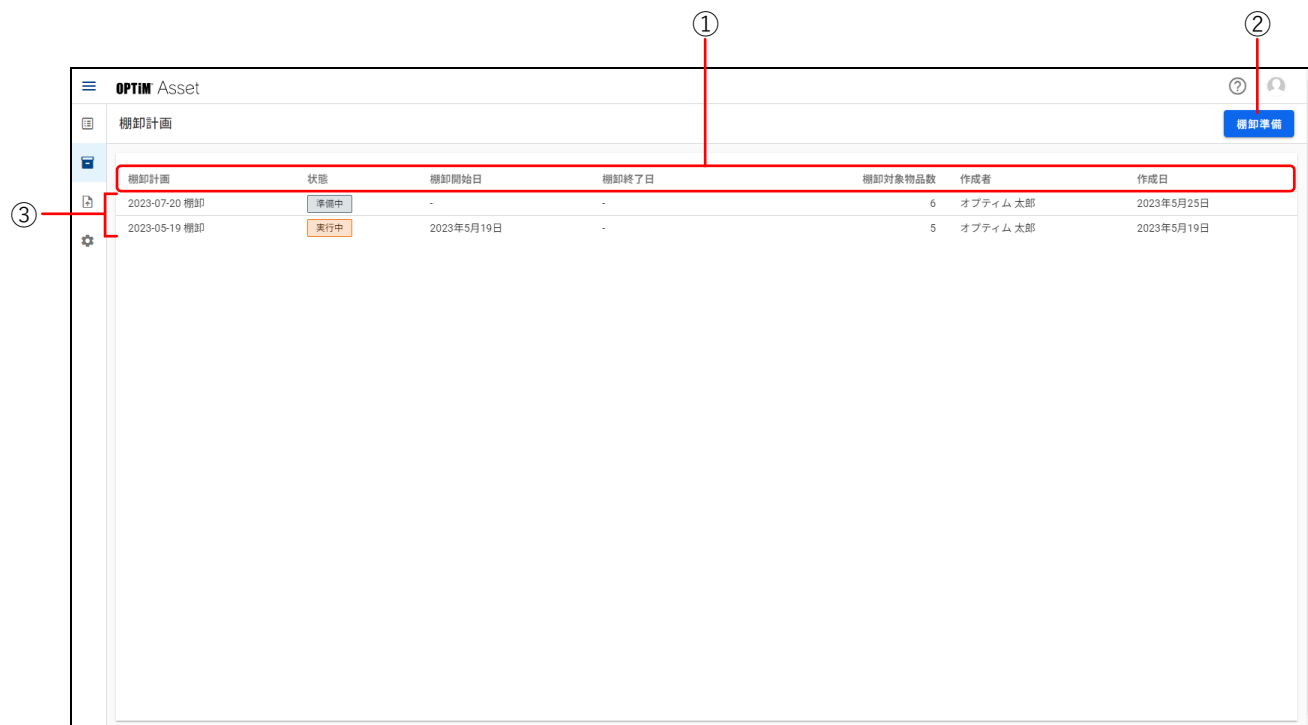 ① ②
OPTiM Asset
棚卸計画 棚卸準備
棚卸計画 状態 棚卸開始日 棚卸終了日 棚卸対象物品数 作成者 作成日
③
2023-07-20 棚卸 準備中 - - 6 オプティム 太郎 2023年5月25日
2023-05-19 棚卸 実行中 2023年5月19日 - 5 オプティム 太郎 2023年5月19日